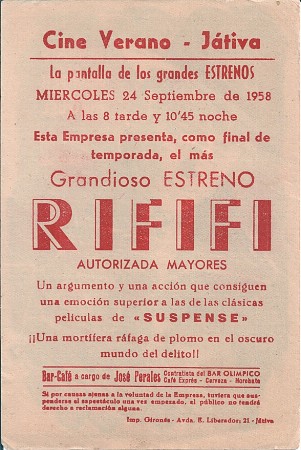 Cine Verano - Játiva
La pantalla de los grandes ESTRENOS
MIERCOLES 24 Septiembre de 1958
A las 8 tarde y 10'45 noche
Esta Empresa presenta, como final de
temporada, el más
Grandioso ESTRENO
RIFIFI
AUTORIZADA MAYORES
Un argumento y una acción que consiguen
una emoción superior a las de las clásicas
películas de «SUSPENSE»
¡¡Una mortífera ráfaga de plomo en el oscuro
mundo del delito!!
Bar-Café a cargo de José Perales Contratista del BAR OLIMPICO
Café Exprés - Cerveza - Horchata
Si por causas ajenas a la voluntad de la Empresa, tuviera que sus-
penderse el espectáculo una vez empezado, el público no tendrá
derecho a reclamación alguna.
Imp. Gironés - Avda. E. Liberador; 21 - Játiva